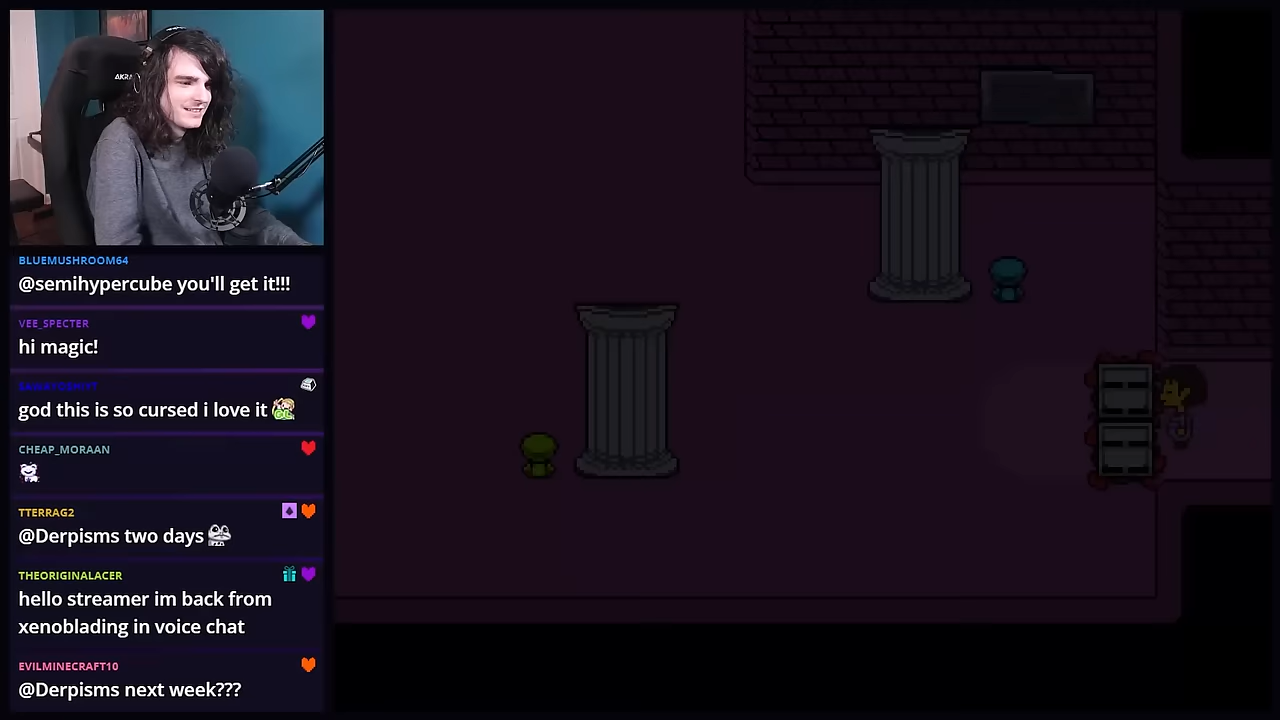 AKRA
BLUEMUSHROOM64
@semihypercube you'll get it!!!
VEE_SPECTER
hi magic!
god this is so cursed i love it
CHEAP_MORAAN
TTERRAG2
@Derpisms two days
THEORIGINALACER
hello streamer im back from
xenoblading in voice chat
EVILMINECRAFT10
@Derpisms next week???